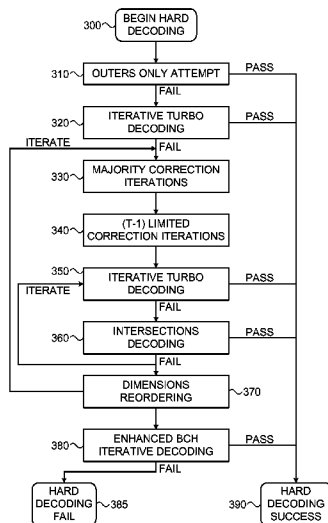 300
BEGIN HARD
DECODING
310
OUTERS ONLY ATTEMPT
PASS
FAIL
320
ITERATIVE TURBO
DECODING
PASS
ITERATE
FAIL
330
MAJORITY CORRECTION
ITERATIONS
340
(T-1) LIMITED
CORRECTION ITERATIONS
350
ITERATIVE TURBO
DECODING
PASS
ITERATE
FAIL
360
INTERSECTIONS
DECODING
PASS
FAIL
DIMENSIONS
REORDERING
370
380
ENHANCED BCH
ITERATIVE DECODING
PASS
FAIL
HARD
DECODING
FAIL
385
390
HARD
DECODING
SUCCESS